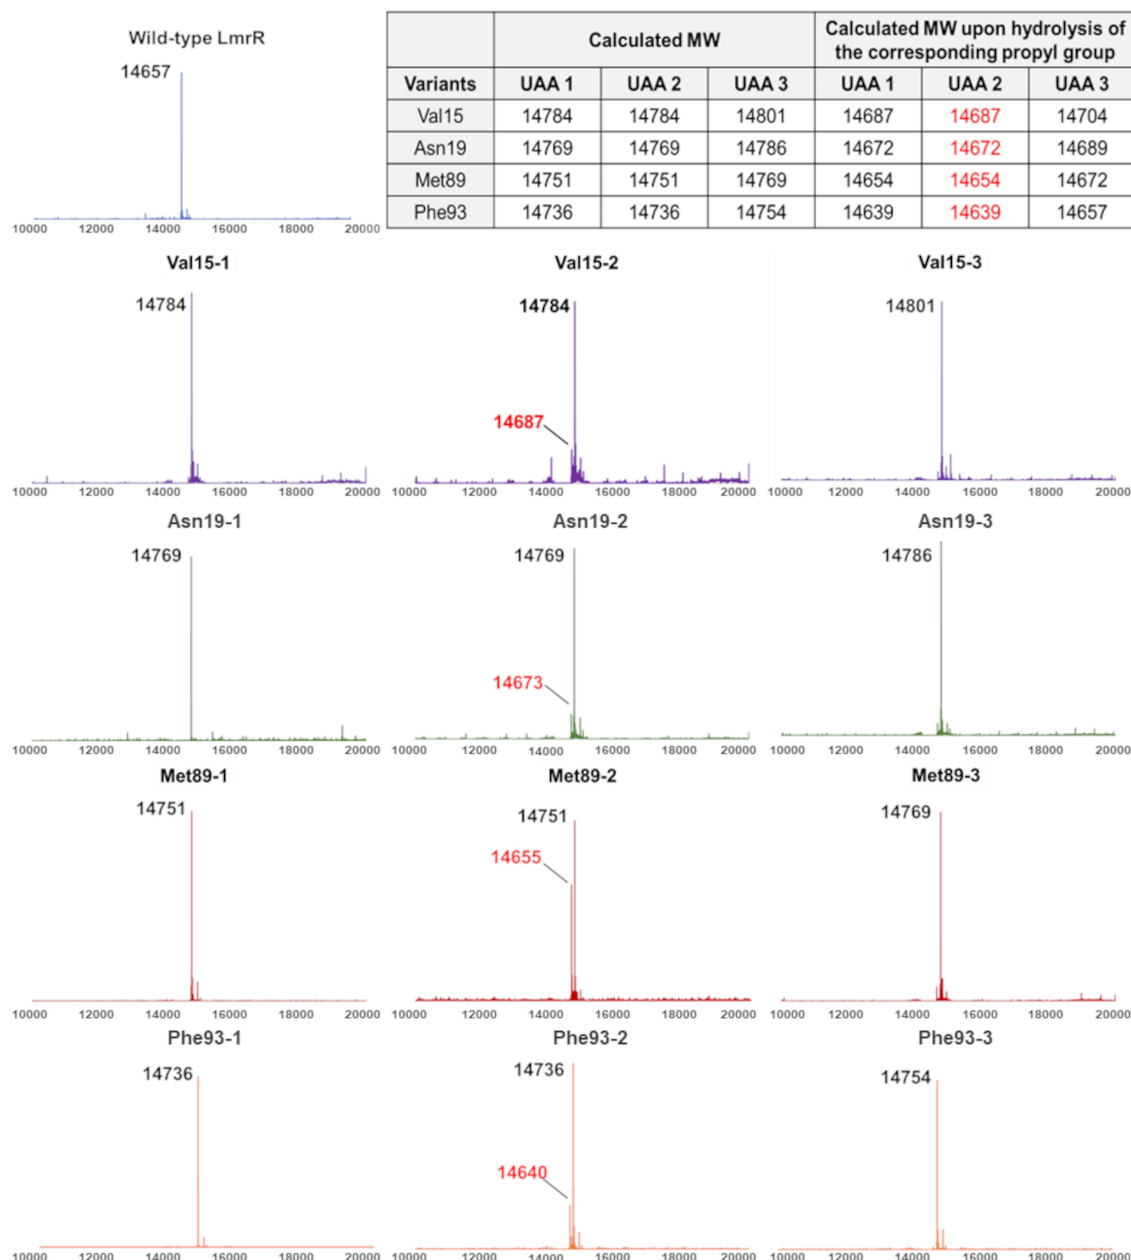 Wild-type LmrR
14657
10000 12000 14000 16000 18000 20000
Calculated MW Calculated MW upon hydrolysis of the corresponding propyl group
Variants UAA 1 UAA 2 UAA 3 UAA 1 UAA 2 UAA 3
Val15 14784 14784 14801 14687 14687 14704
Asn19 14769 14769 14786 14672 14672 14689
Met89 14751 14751 14769 14654 14654 14672
Phe93 14736 14736 14754 14639 14639 14657
Val15-1 Val15-2 Val15-3
14784 14784 14801
14687
10000 12000 14000 16000 18000 20000 10000 12000 14000 16000 18000 20000 10000 12000 14000 16000 18000 20000
Asn19-1 Asn19-2 Asn19-3
14769 14769 14786
14673
10000 12000 14000 16000 18000 20000 10000 12000 14000 16000 18000 20000 10000 12000 14000 16000 18000 20000
Met89-1 Met89-2 Met89-3
14751 14751 14769
14655
10000 12000 14000 16000 18000 20000 10000 12000 14000 16000 18000 20000 10000 12000 14000 16000 18000 20000
Phe93-1 Phe93-2 Phe93-3
14736 14736 14754
14640
10000 12000 14000 16000 18000 20000 10000 12000 14000 16000 18000 20000 10000 12000 14000 16000 18000 20000